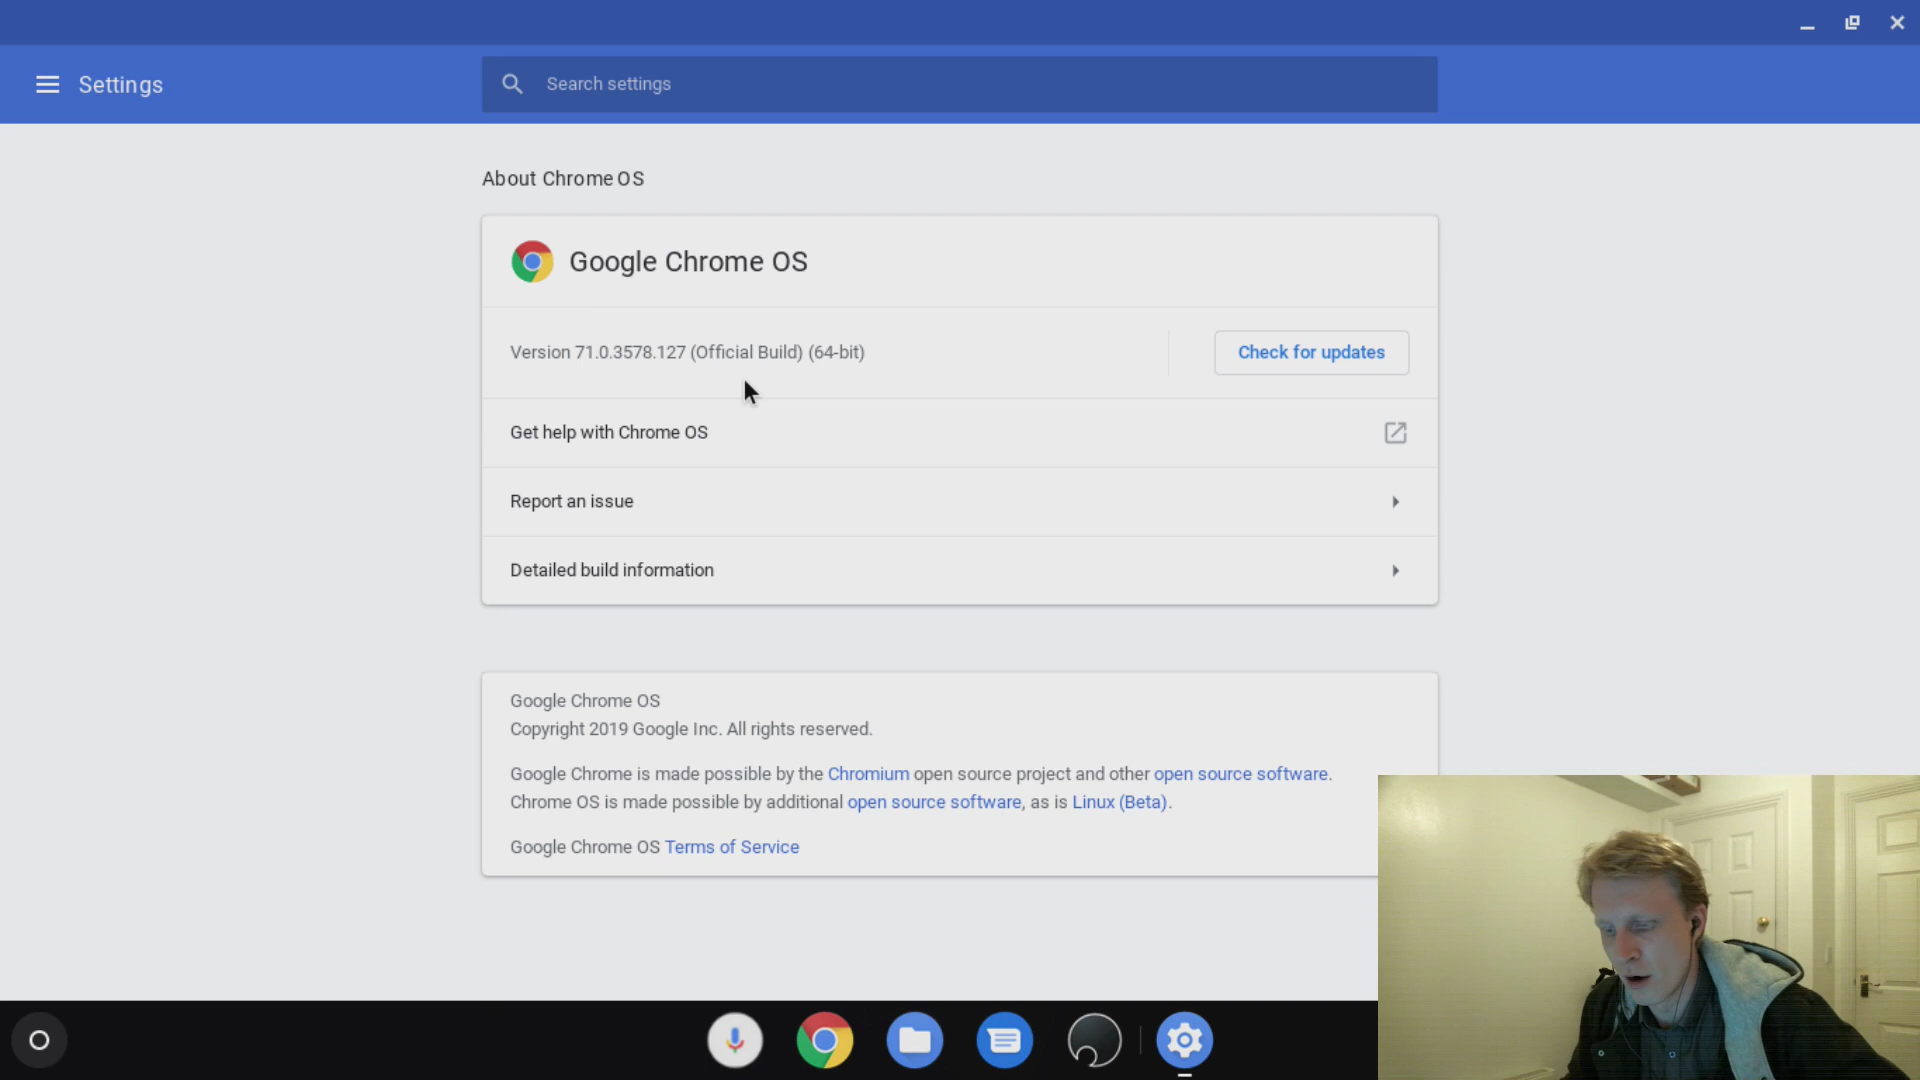 Settings
Search settings
About Chrome OS
Google Chrome OS
Version 71.0.3578.127 (Official Build) (64-bit)
Check for updates
Get help with Chrome OS
Report an issue
Detailed build information
Google Chrome OS
Copyright 2019 Google Inc. All rights reserved.
Google Chrome is made possible by the Chromium open source project and other open source software.
Chrome OS is made possible by additional open source software, as is Linux (Beta).
Google Chrome OS Terms of Service